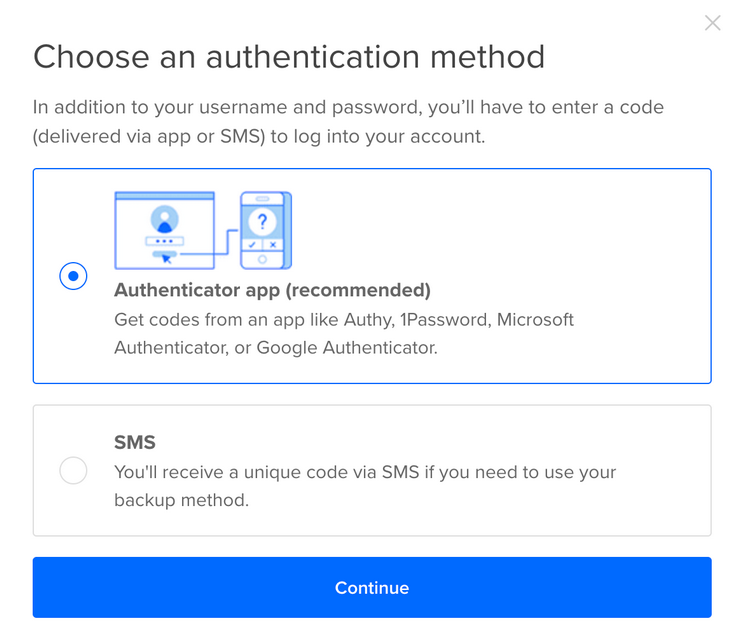 Choose an authentication method
In addition to your username and password, you’ll have to enter a code
(delivered via app or SMS) to log into your account.
?
Authenticator app (recommended)
Get codes from an app like Authy, 1Password, Microsoft
Authenticator, or Google Authenticator.
SMS
You'll receive a unique code via SMS if you need to use your
backup method.
Continue